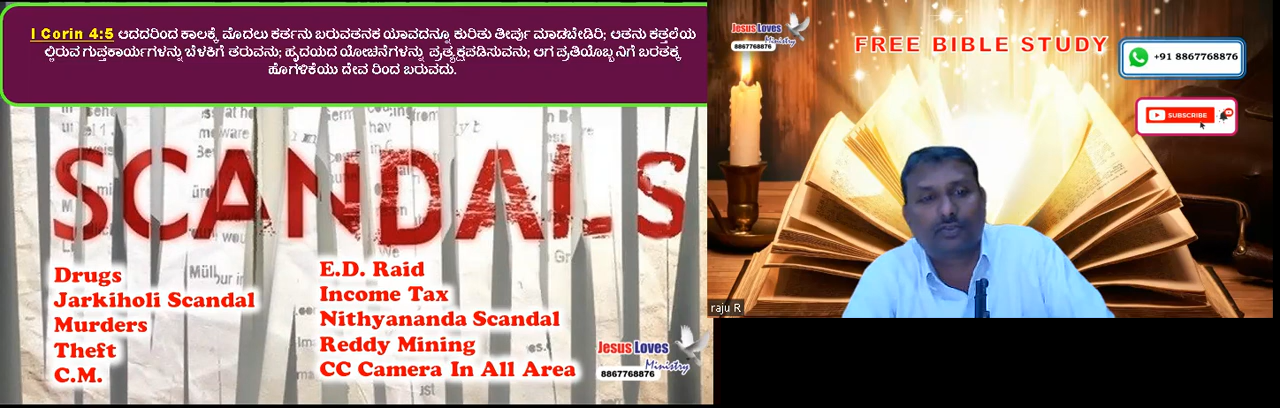 I Corin 4:5 ಆದದರಿಂದ ಕಾಲಕ್ಕೆ ಮೊದಲು ಕರ್ತನು ಬರುವತನಕ ಯಾವದನ್ನೂ ಕುರಿತು ತೀರ್ಪು ಮಾಡಬೇಡಿರಿ; ಆತನು ಕತ್ತಲೆಯ
ಲ್ಲಿರುವ ಗುಪ್ತಕಾರ್ಯಗಳನ್ನು ಬೆಳಕಿಗೆ ತರುವನು; ಹೃದಯದ ಯೋಚನೆಗಳನ್ನು ಪ್ರತ್ಯಕ್ಷಪಡಿಸುವನು; ಆಗ ಪ್ರತಿಯೊಬ್ಬನಿಗೆ ಬರತಕ್ಕ
ಹೊಗಳಿಕೆಯು ದೇವ ರಿಂದ ಬರುವದು.
SCANDALS
Drugs
Jarkiholi Scandal
Murders
Theft
C.M.
E.D. Raid
Income Tax
Nithyananda Scandal
Reddy Mining
CC Camera In All Area
Jesus Loves
Ministry
8867768876
Jesus Loves
Ministry
8867768876
FREE BIBLE STUDY
+91 8867768876
SUBSCRIBE
raju R